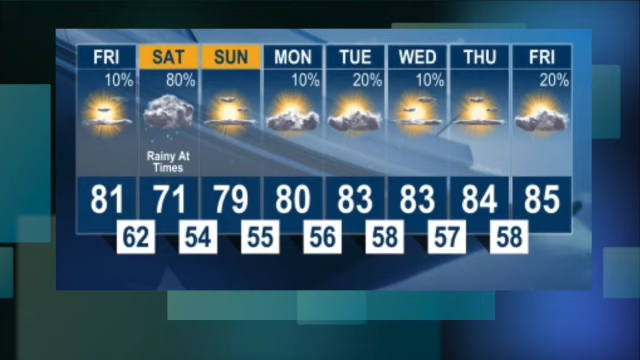 FRI SAT SUN MON TUE WED THU FRI
10% 80% 10% 20% 10% 20%
Rainy At
Times
81 71 79 80 83 83 84 85
62 54 55 56 58 57 58